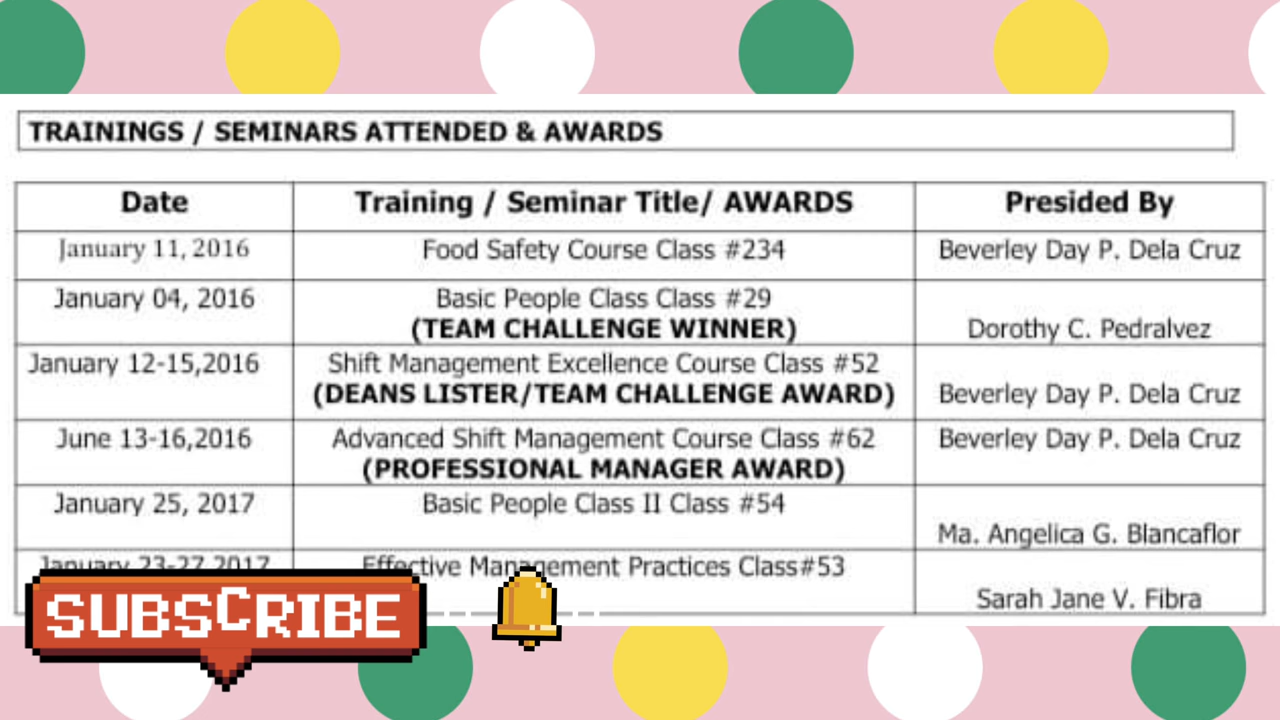 TRAININGS / SEMINARS ATTENDED & AWARDS
Date Training / Seminar Title/ AWARDS Presided By
January 11, 2016 Food Safety Course Class #234 Beverley Day P. Dela Cruz
January 04, 2016 Basic People Class Class #29
(TEAM CHALLENGE WINNER) Dorothy C. Pedralvez
January 12-15,2016 Shift Management Excellence Course Class #52
(DEANS LISTER/TEAM CHALLENGE AWARD) Beverley Day P. Dela Cruz
June 13-16,2016 Advanced Shift Management Course Class #62 Beverley Day P. Dela Cruz
(PROFESSIONAL MANAGER AWARD)
January 25, 2017 Basic People Class II Class #54
Ma. Angelica G. Blancaflor
January 23-27,2017 Effective Management Practices Class#53
Sarah Jane V. Fibra
SUBSCRIBE